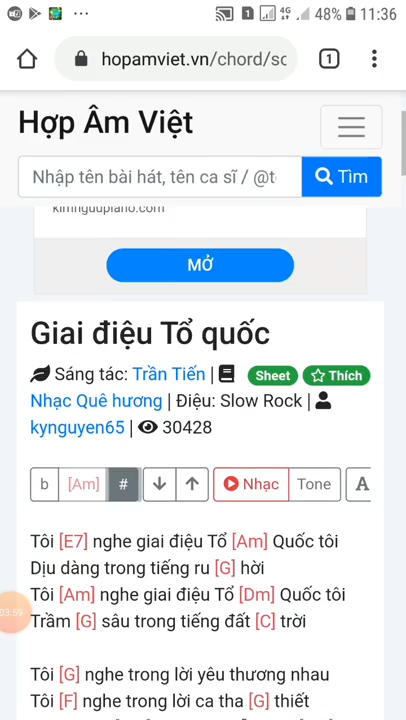 4G 48% 11:36
hopamviet.vn/chord/sc 1
Hợp Âm Việt
Nhập tên bài hát, tên ca sĩ / @t Tìm
kimnguupiano.com
MỞ
Giai điệu Tổ quốc
Sáng tác: Trần Tiến | Sheet Thích
Nhạc Quê hương | Điệu: Slow Rock |
kynguyen65 | 30428
b [Am] # Nhạc Tone A
Tôi [E7] nghe giai điệu Tổ [Am] Quốc tôi
Dịu dàng trong tiếng ru [G] hời
Tôi [Am] nghe giai điệu Tổ [Dm] Quốc tôi
03:59
Trầm [G] sâu trong tiếng đất [C] trời
Tôi [G] nghe trong lời yêu thương nhau
Tôi [F] nghe trong lời ca tha [G] thiết